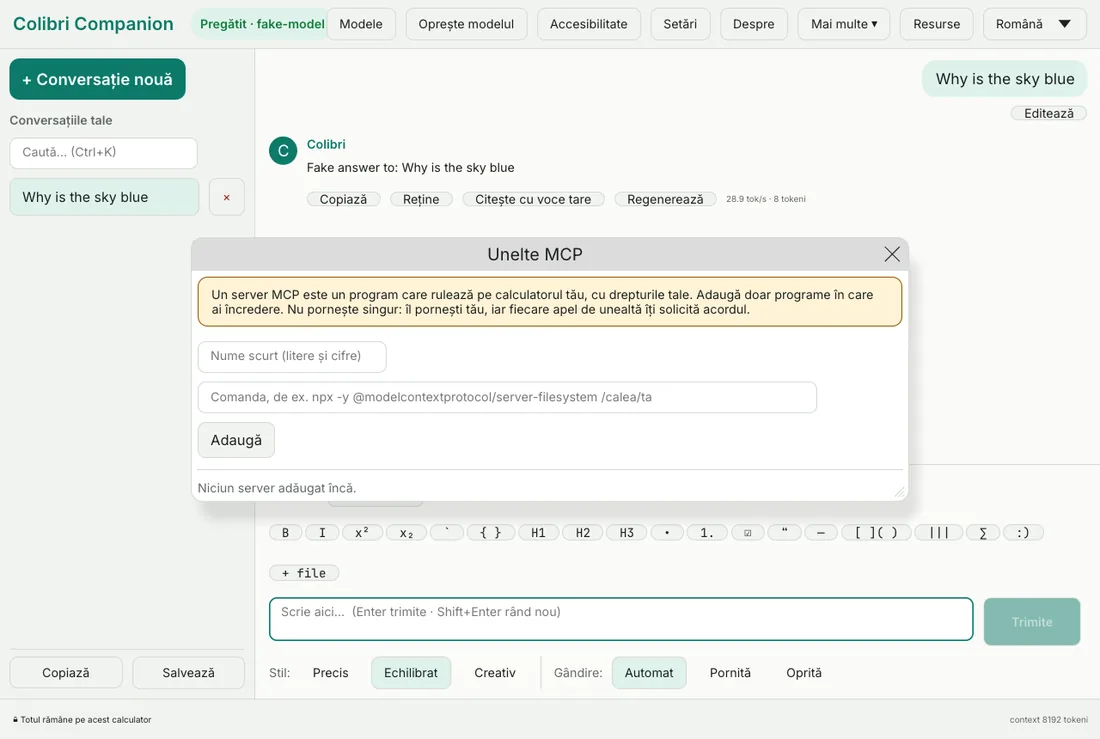 Colibri Companion
Pregătit · fake-model
Modele
Oprește modelul
Accesibilitate
Setări
Despre
Mai multe ▾
Resurse
Română
+ Conversație nouă
Conversațiile tale
Caută... (Ctrl+K)
Why is the sky blue
×
Why is the sky blue
Editează
C
Colibri
Fake answer to: Why is the sky blue
Copiază
Reține
Citește cu voce tare
Regenerează
28.9 tok/s · 8 tokeni
Unelte MCP
Un server MCP este un program care rulează pe calculatorul tău, cu drepturile tale. Adaugă doar programe în care
ai încredere. Nu pornește singur: îl pornești tău, iar fiecare apel de unealtă îți solicită acordul.
Nume scurt (litere și cifre)
Comanda, de ex. npx -y @modelcontextprotocol/server-filesystem /calea/ta
Adaugă
Niciun server adăugat încă.
B I x² x₂ ` { } H1 H2 H3 • 1. ☑ “ — [ ]( ) ||| ∑ :)
+ file
Scrie aici... (Enter trimite · Shift+Enter rând nou)
Trimite
Stil:
Precis
Echilibrat
Creativ
Gândire:
Automat
Pornită
Oprită
Copiază
Salvează
Totul rămâne pe acest calculator
context 8192 tokeni